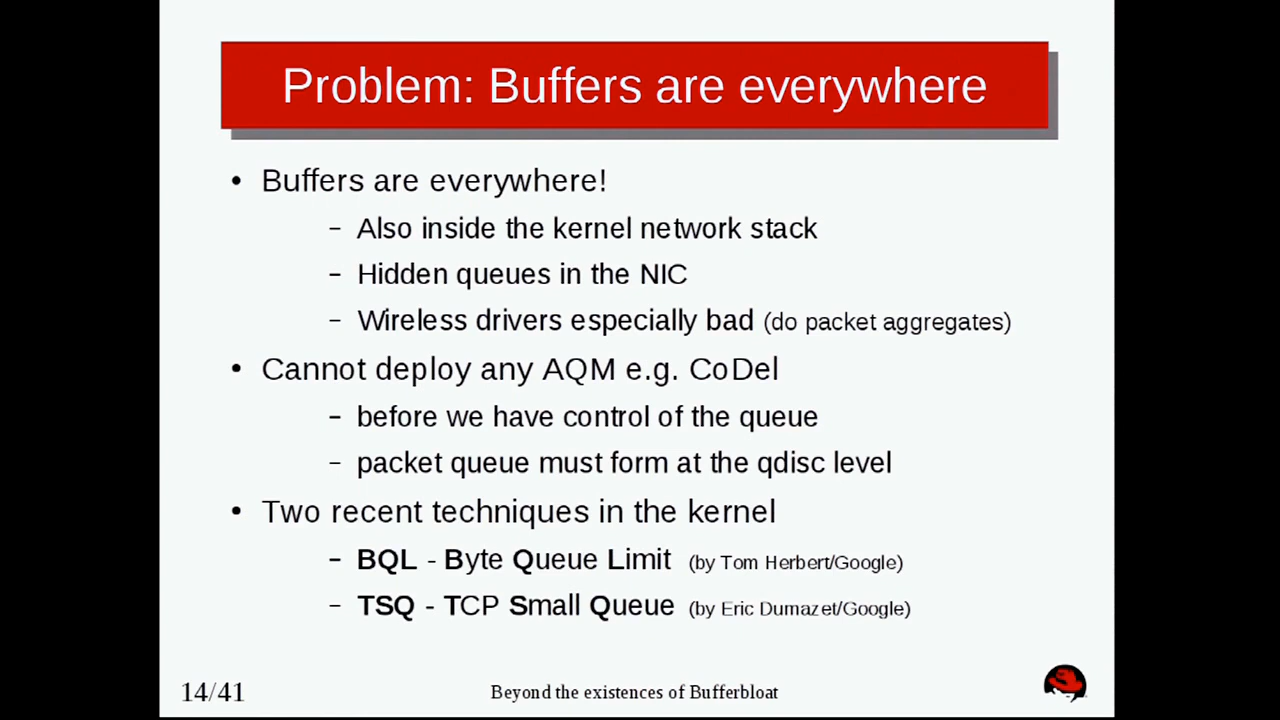 Problem: Buffers are everywhere
• Buffers are everywhere!
– Also inside the kernel network stack
– Hidden queues in the NIC
– Wireless drivers especially bad (do packet aggregates)
• Cannot deploy any AQM e.g. CoDel
– before we have control of the queue
– packet queue must form at the qdisc level
• Two recent techniques in the kernel
– BQL - Byte Queue Limit (by Tom Herbert/Google)
– TSQ - TCP Small Queue (by Eric Dumazet/Google)
14/41 Beyond the existences of Bufferbloat